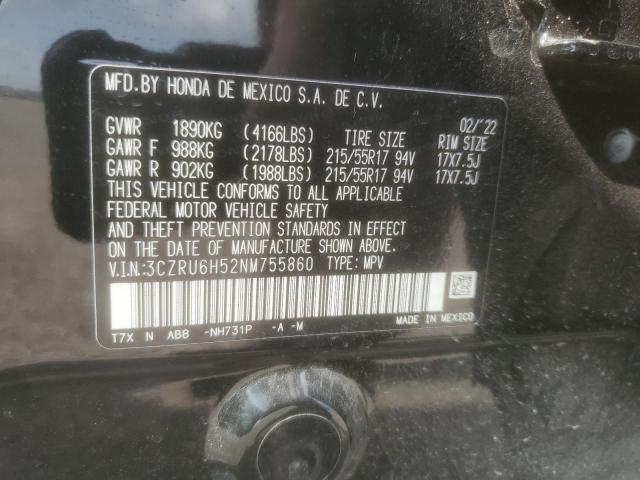 MFD.BY HONDA DE MEXICO S.A. DE C.V.
02/'22
GVWR 1890KG (4166LBS) TIRE SIZE RIM SIZE
GAWR F 988KG (2178LBS) 215/55R17 94V 17X7.5J
GAWR R 902KG (1988LBS) 215/55R17 94V 17X7.5J
THIS VEHICLE CONFORMS TO ALL APPLICABLE
FEDERAL MOTOR VEHICLE SAFETY
AND THEFT PREVENTION STANDARDS IN EFFECT
ON THE DATE OF MANUFACTURE SHOWN ABOVE.
V.I.N:3CZRU6H52NM755860 TYPE: MPV
T7X N AB8 -NH731P -A -M
MADE IN MEXICO